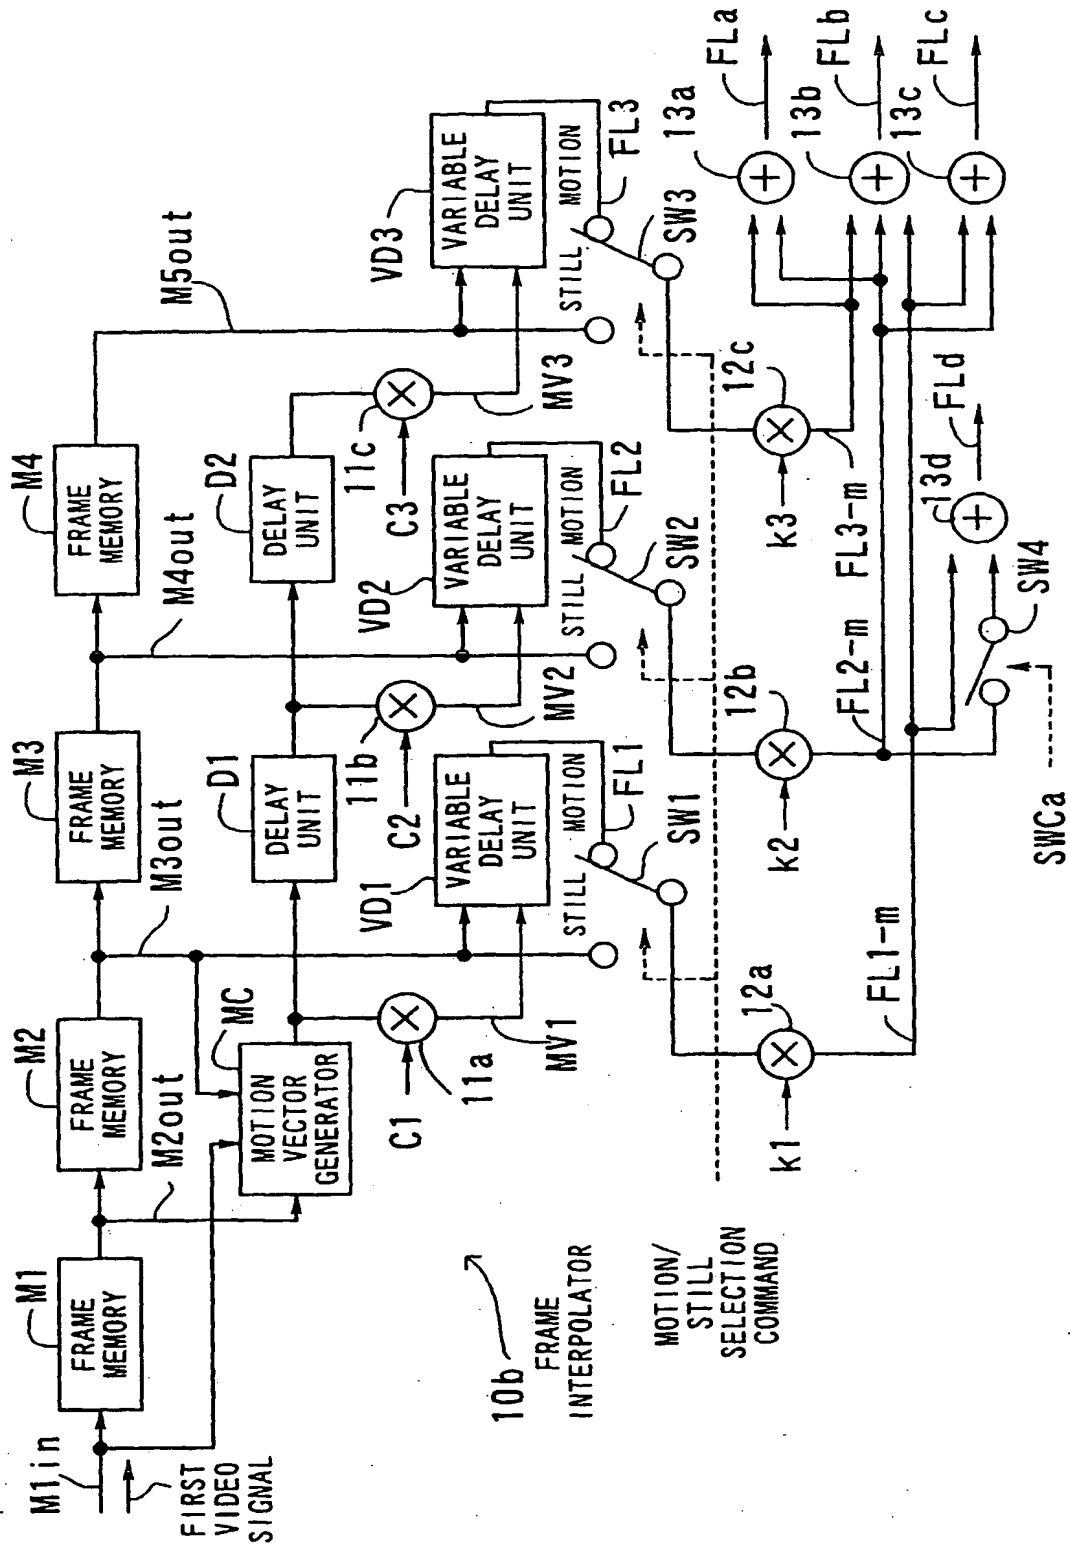 M1in
FIRST
VIDEO
SIGNAL
M1
FRAME
MEMORY
M2out
M2
FRAME
MEMORY
M3out
M3
FRAME
MEMORY
M4out
M4
FRAME
MEMORY
M5out
MC
MOTION
VECTOR
GENERATOR
D1
DELAY
UNIT
D2
DELAY
UNIT
C1
11a
MV1
C2
11b
MV2
C3
11c
MV3
VD1
VARIABLE
DELAY
UNIT
VD2
VARIABLE
DELAY
UNIT
VD3
VARIABLE
DELAY
UNIT
STILL
MOTION
FL1
SW1
STILL
MOTION
FL2
SW2
STILL
MOTION
FL3
SW3
10b
FRAME
INTERPOLATOR
MOTION/
STILL
SELECTION
COMMAND
k1
12a
FL1-m
k2
12b
FL2-m
k3
12c
FL3-m
13a
FLa
13b
FLb
13c
FLc
13d
FLd
SW4
SWCa